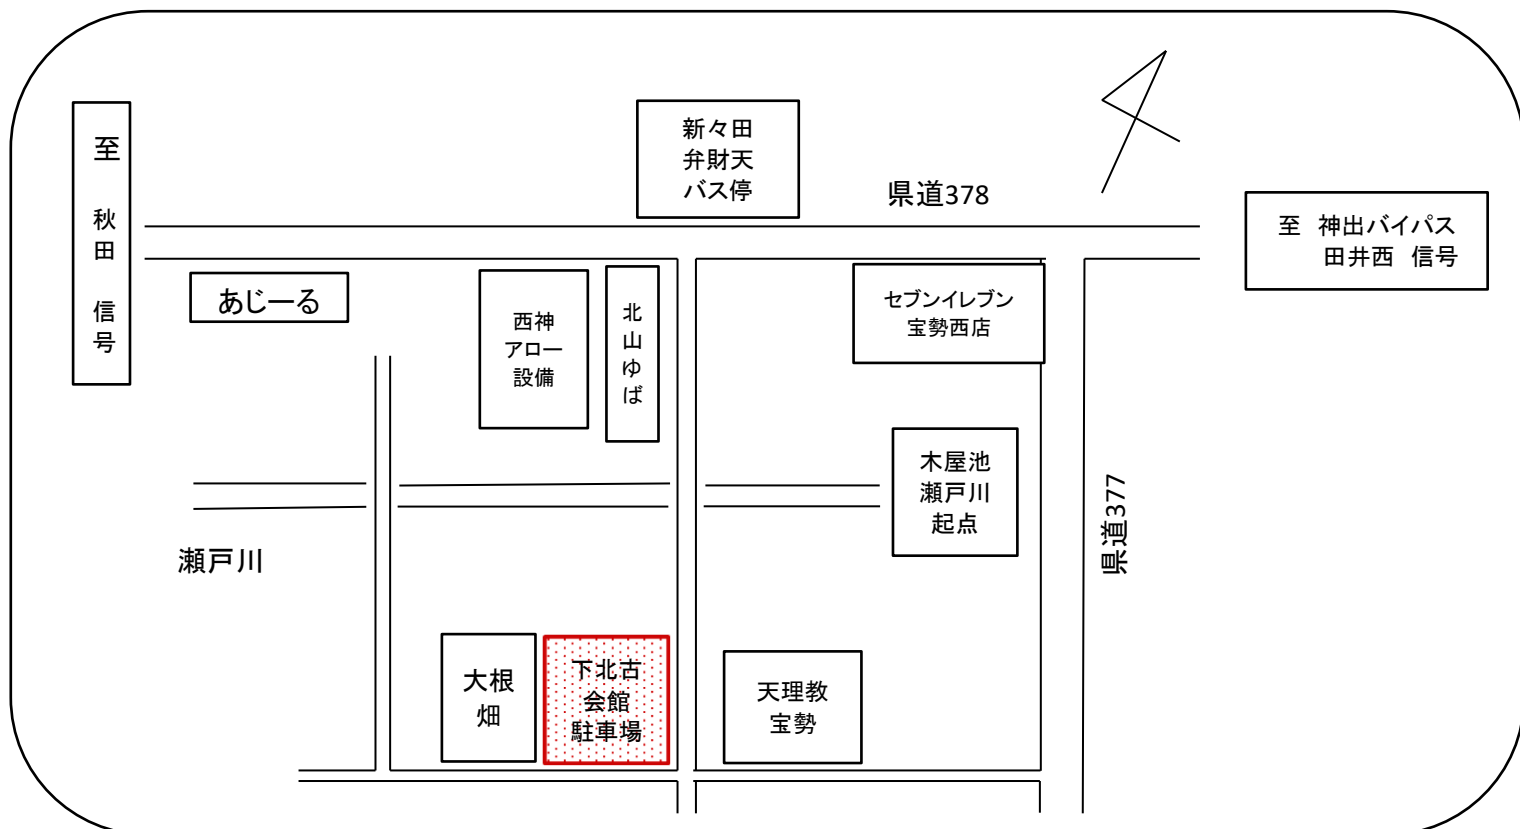 至
秋田 信号
新々田
弁財天
バス停
県道378
至 神出バイパス
田井西 信号
あじーる
西神
アロー
設備
北山ゆば
セブンイレブン
宝勢西店
木屋池
瀬戸川
起点
県道377
瀬戸川
大根
畑
下北古
会館
駐車場
天理教
宝勢